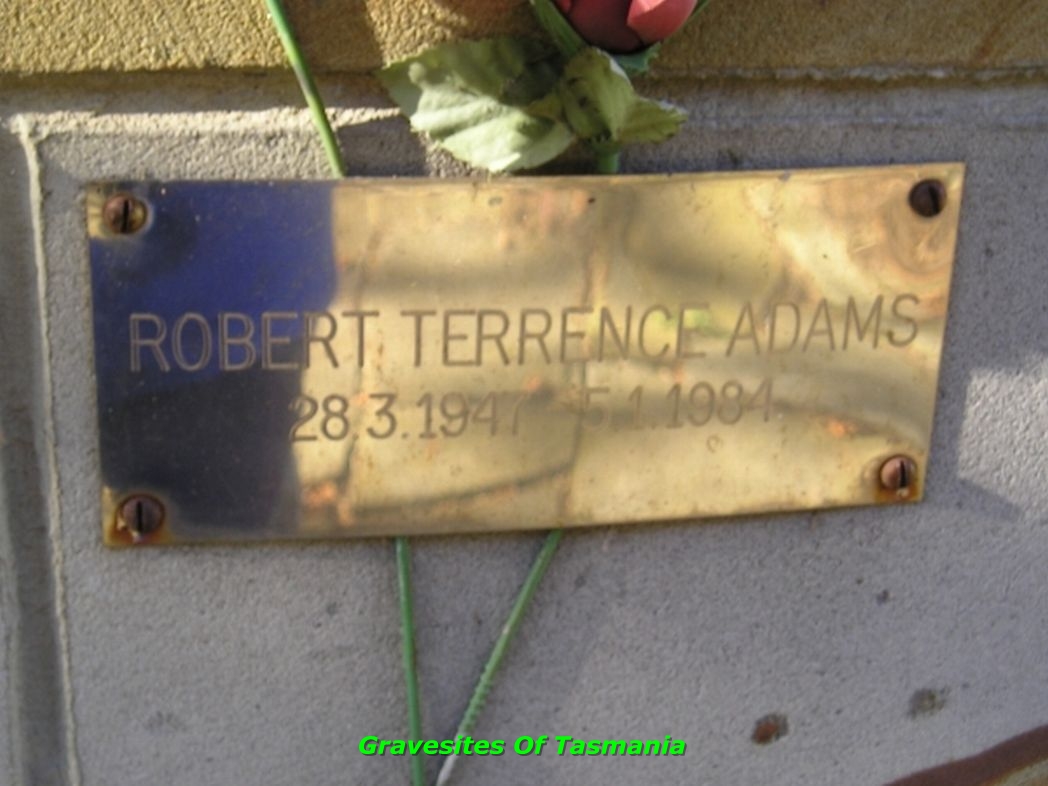 ROBERT TERRENCE ADAMS
28.3.1947 - 5.1.1984
Gravesites Of Tasmania